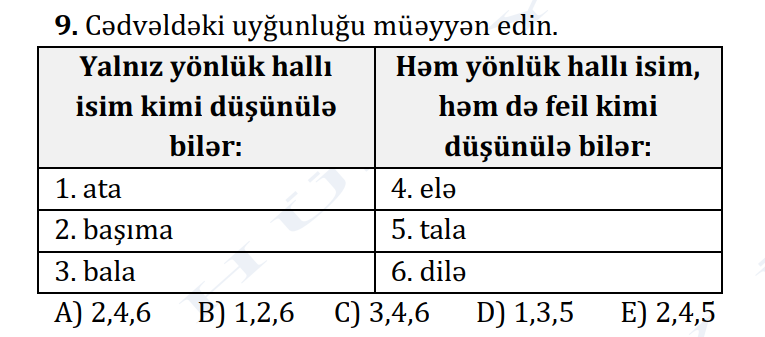 9. Cədvəldəki uyğunluğu müəyyən edin.
Yalnız yönlük hallı
isim kimi düşünülə
bilər:
Həm yönlük hallı isim,
həm də feil kimi
düşünülə bilər:
1. ata
4. elə
2. başıma
5. tala
3. bala
6. dilə
A) 2,4,6 B) 1,2,6 C) 3,4,6 D) 1,3,5 E) 2,4,5